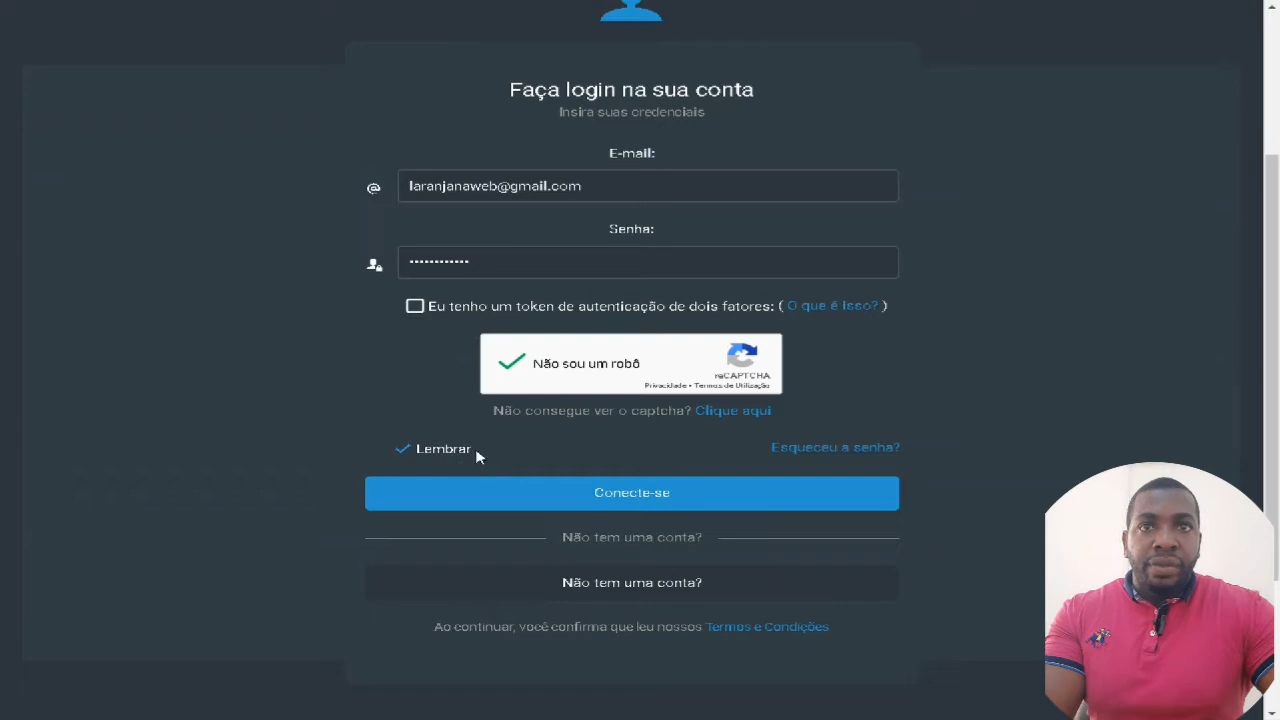 Faça login na sua conta
Insira suas credenciais
E-mail:
@
laranjanaweb@gmail.com
Senha:
••••••••••••
Eu tenho um token de autenticação de dois fatores: ( O que é Isso? )
Não sou um robô
reCAPTCHA
Privacidade • Termos de Utilização
Não consegue ver o captcha? Clique aqui
Lembrar
Esqueceu a senha?
Conecte-se
Não tem uma conta?
Não tem uma conta?
Ao continuar, você confirma que leu nossos Termos e Condições